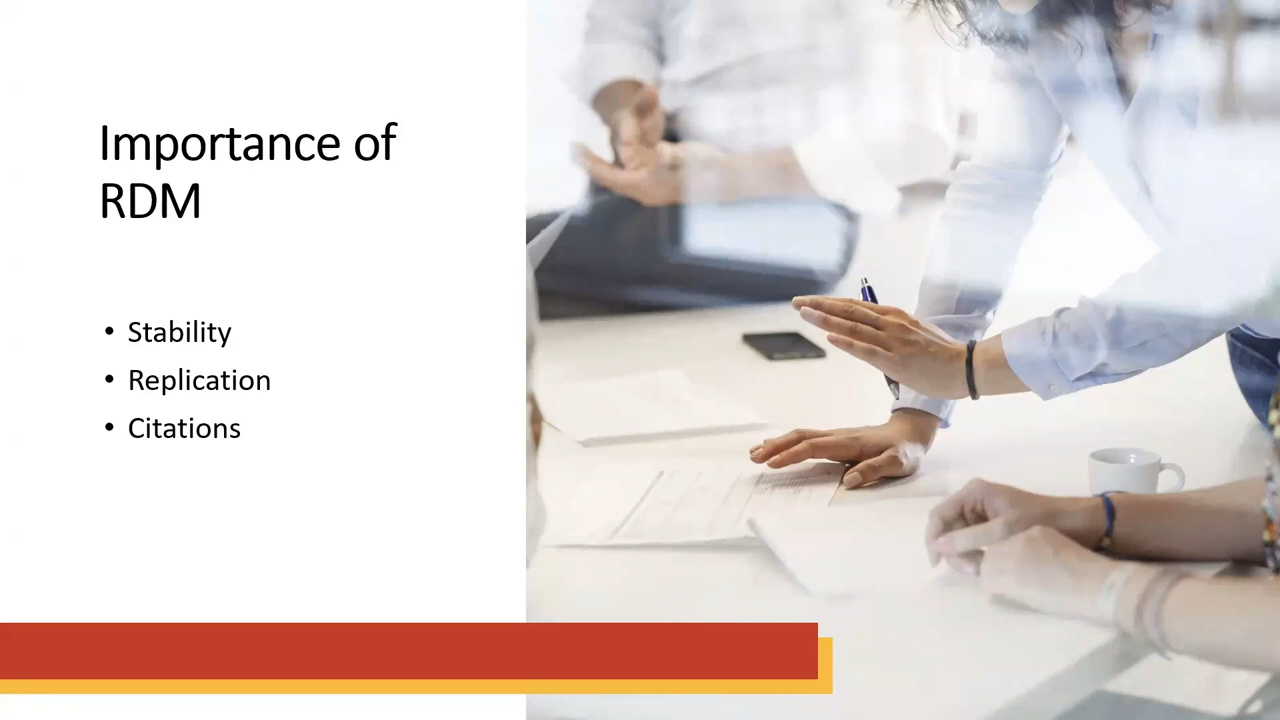 Importance of
RDM
• Stability
• Replication
• Citations